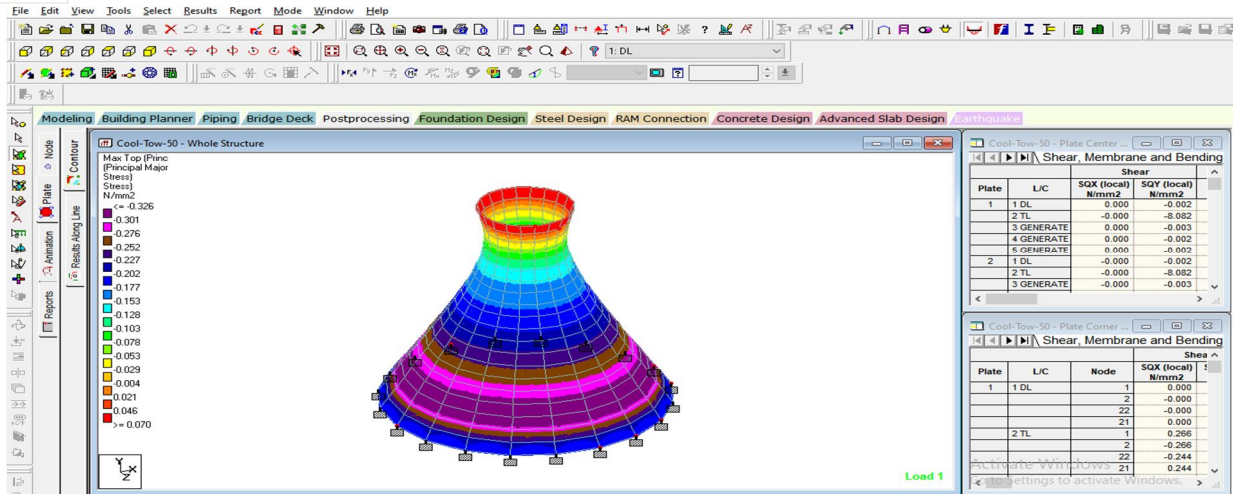 File Edit View Tools Select Results Report Mode Window Help
1: DL
Modeling Building Planner Piping Bridge Deck Postprocessing Foundation Design Steel Design RAM Connection Concrete Design Advanced Slab Design Earthquake
Node
Plate
Animation
Reports
Contour
Results Along Line
Cool-Tow-50 - Whole Structure
Max Top (Princ
(Principal Major
Stress)
Stress)
N/mm2
<= -0.326
-0.301
-0.276
-0.252
-0.227
-0.202
-0.177
-0.153
-0.128
-0.103
-0.078
-0.053
-0.029
-0.004
0.021
0.046
>= 0.070
Y
X
Z
Load 1
Cool-Tow-50 - Plate Center ...
Shear, Membrane and Bending
Shear
Plate L/C SQX (local) N/mm2 SQY (local) N/mm2
1 1 DL 0.000 -0.002
2 TL -0.000 -8.082
3 GENERATE 0.000 -0.003
4 GENERATE 0.000 -0.002
5 GENERATE 0.000 -0.002
2 1 DL -0.000 -0.002
2 TL -0.000 -8.082
3 GENERATE -0.000 -0.003
Cool-Tow-50 - Plate Corner ...
Shear, Membrane and Bending
Shea
Plate L/C Node SQX (local) N/mm2 S
1 1 DL 1 0.000
2 -0.000
22 -0.000
21 0.000
2 TL 1 0.266
2 -0.266
22 -0.244
21 0.244
Activate Windows
Go to Settings to activate Windows.